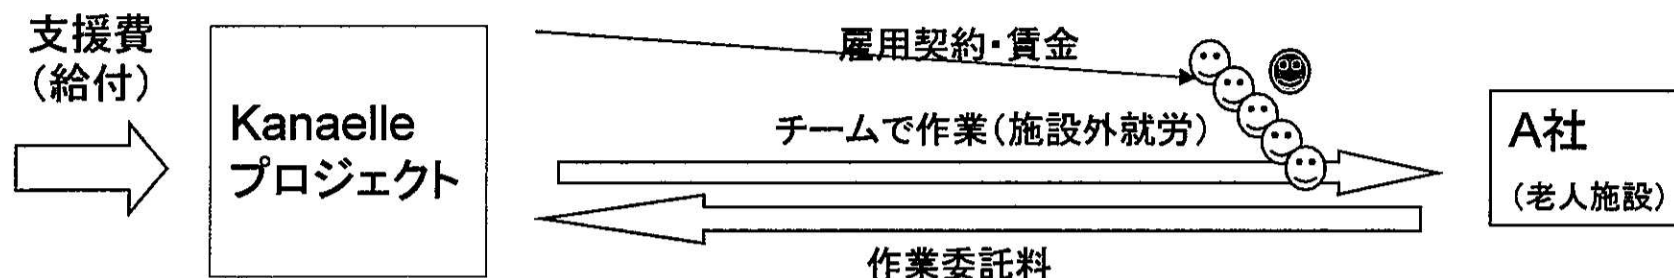 支援費
(給付)
Kanaelle
プロジェクト
雇用契約・賃金
チームで作業(施設外就労)
作業委託料
A社
(老人施設)